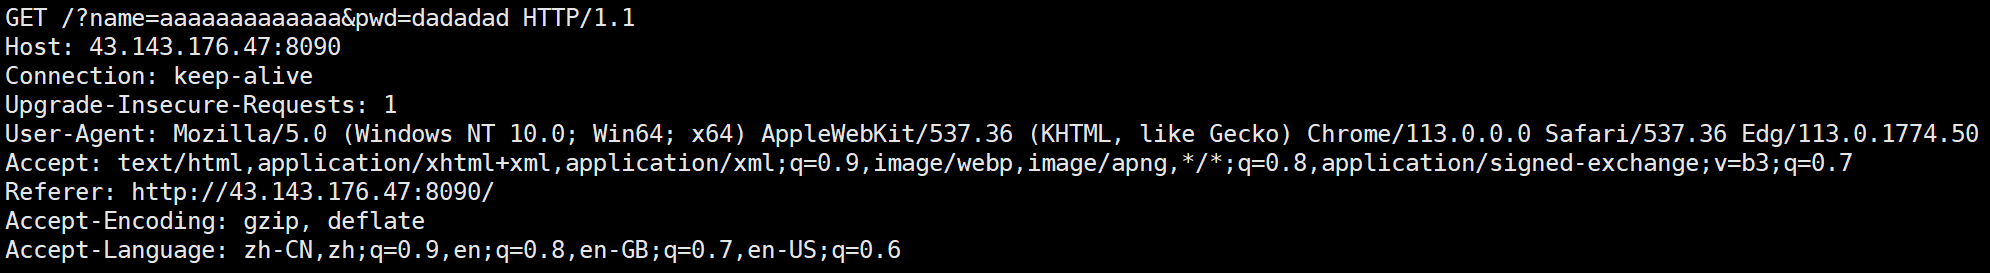 GET /?name=aaaaaaaaaaaaa&pwd=dadadad HTTP/1.1
Host: 43.143.176.47:8090
Connection: keep-alive
Upgrade-Insecure-Requests: 1
User-Agent: Mozilla/5.0 (Windows NT 10.0; Win64; x64) AppleWebKit/537.36 (KHTML, like Gecko) Chrome/113.0.0.0 Safari/537.36 Edg/113.0.1774.50
Accept: text/html,application/xhtml+xml,application/xml;q=0.9,image/webp,image/apng,*/*;q=0.8,application/signed-exchange;v=b3;q=0.7
Referer: http://43.143.176.47:8090/
Accept-Encoding: gzip, deflate
Accept-Language: zh-CN,zh;q=0.9,en;q=0.8,en-GB;q=0.7,en-US;q=0.6